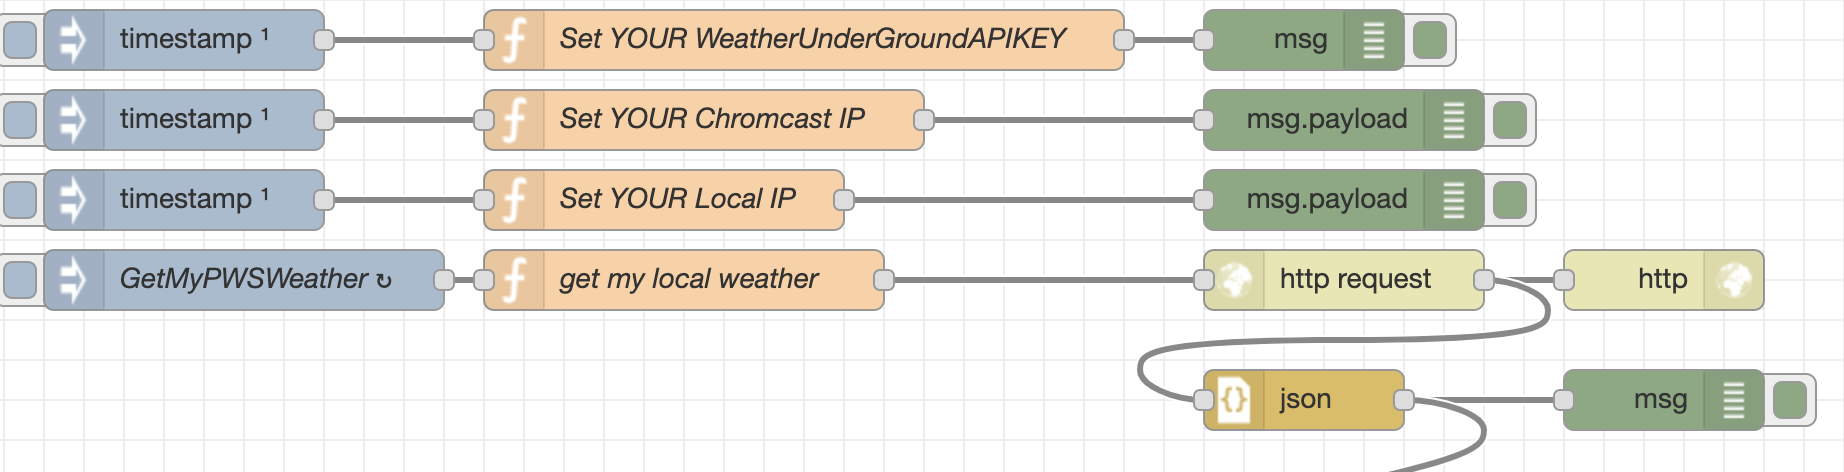 timestamp ¹
Set YOUR WeatherUnderGroundAPIKEY
msg
timestamp ¹
Set YOUR Chromcast IP
msg.payload
timestamp ¹
Set YOUR Local IP
msg.payload
GetMyPWSWeather ↻
get my local weather
http request
http
{} json
msg